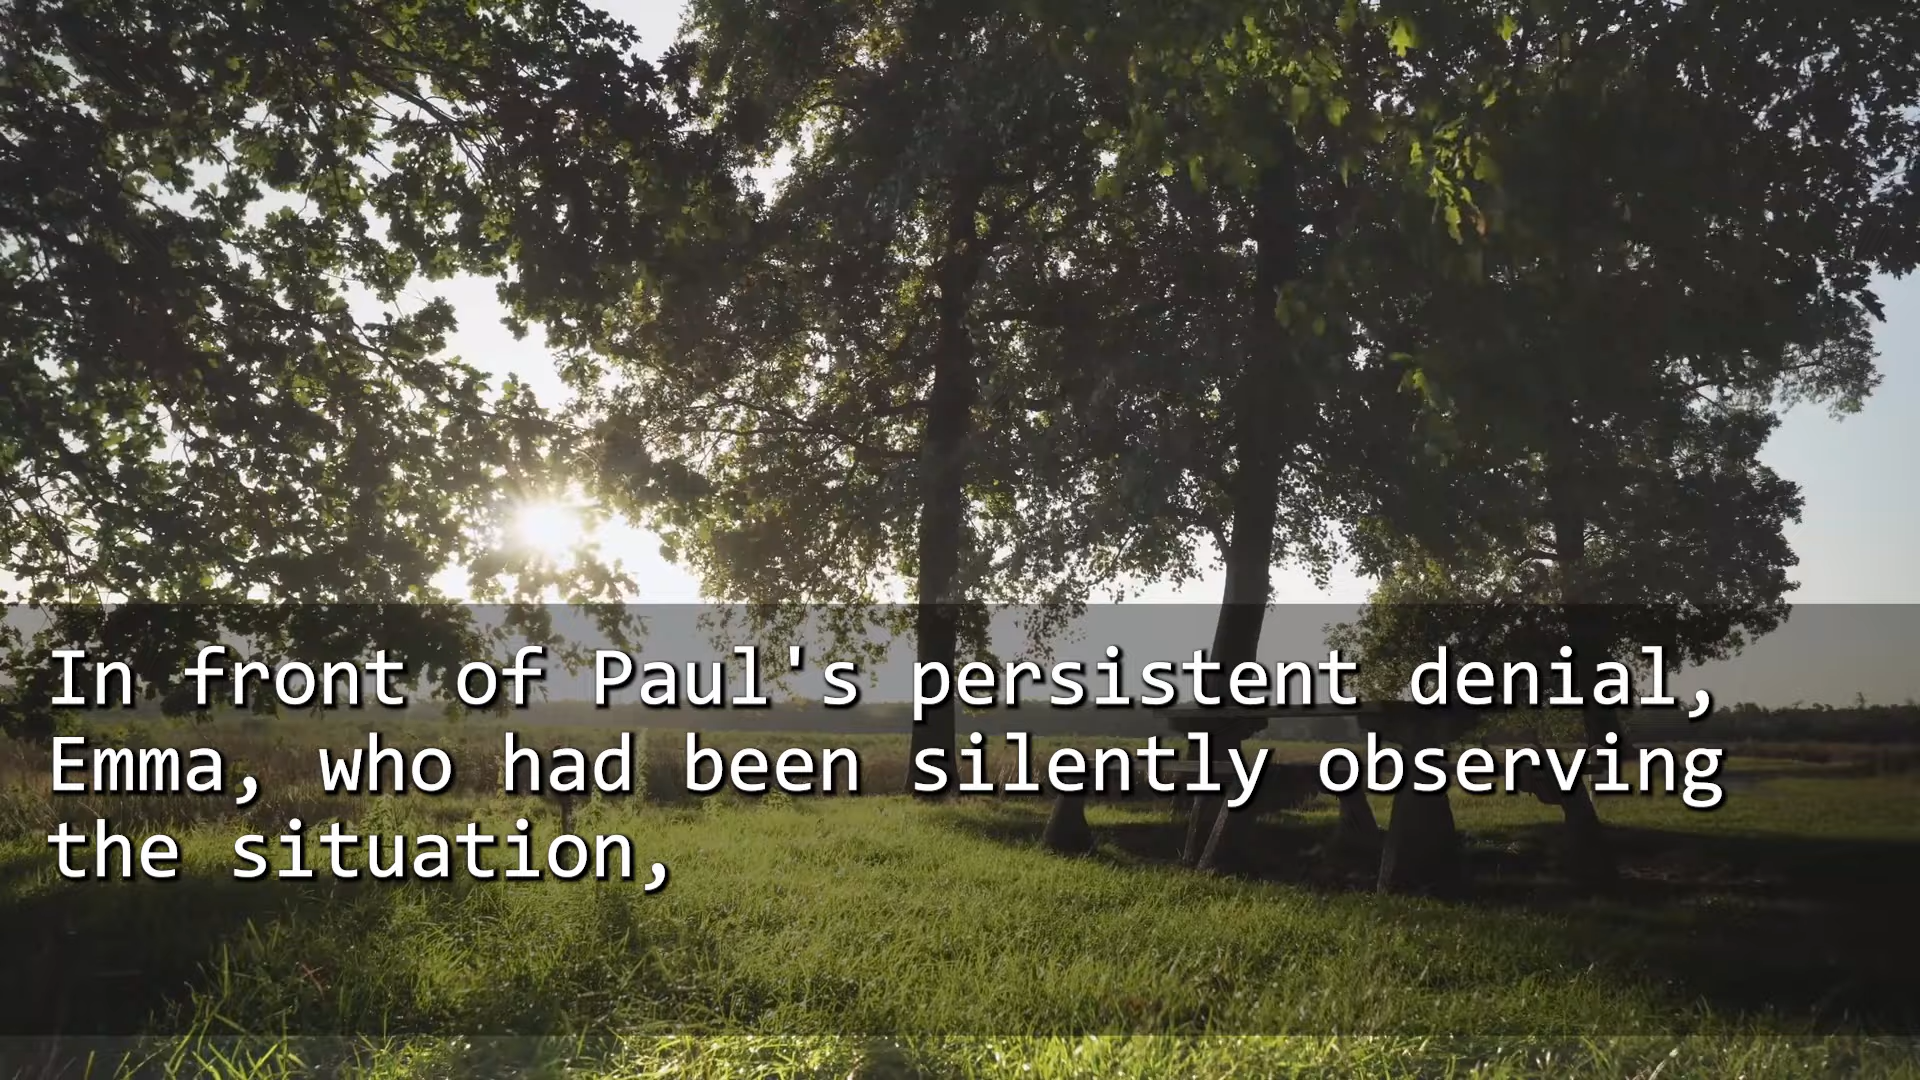 In front of Paul's persistent denial,
Emma, who had been silently observing
the situation,